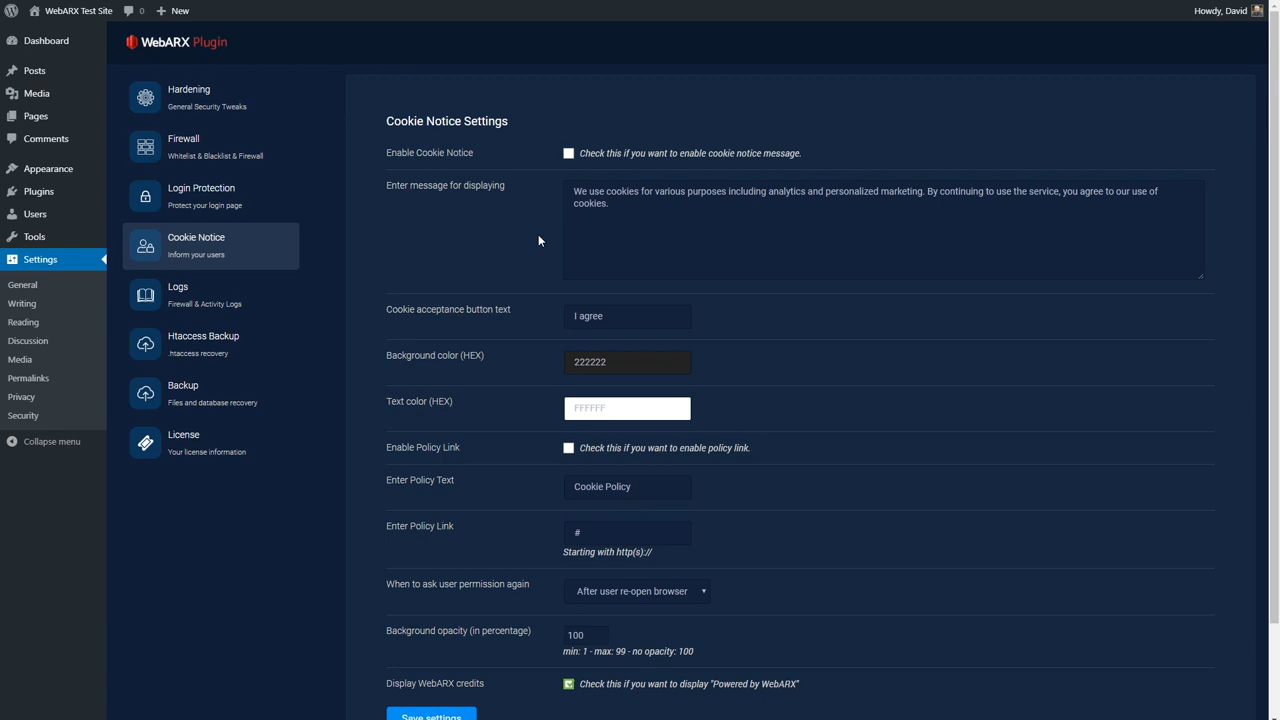 WebARX Test Site
0
New
Howdy, David
Dashboard
Posts
Media
Pages
Comments
Appearance
Plugins
Users
Tools
Settings
General
Writing
Reading
Discussion
Media
Permalinks
Privacy
Security
Collapse menu
WebARX Plugin
Hardening
General Security Tweaks
Firewall
Whitelist & Blacklist & Firewall
Login Protection
Protect your login page
Cookie Notice
Inform your users
Logs
Firewall & Activity Logs
Htaccess Backup
.htaccess recovery
Backup
Files and database recovery
License
Your license information
Cookie Notice Settings
Enable Cookie Notice
Check this if you want to enable cookie notice message.
Enter message for displaying
We use cookies for various purposes including analytics and personalized marketing. By continuing to use the service, you agree to our use of
cookies.
Cookie acceptance button text
I agree
Background color (HEX)
222222
Text color (HEX)
FFFFFF
Enable Policy Link
Check this if you want to enable policy link.
Enter Policy Text
Cookie Policy
Enter Policy Link
#
Starting with http(s)://
When to ask user permission again
After user re-open browser
Background opacity (in percentage)
100
min: 1 - max: 99 - no opacity: 100
Display WebARX credits
Check this if you want to display "Powered by WebARX"
Save settings